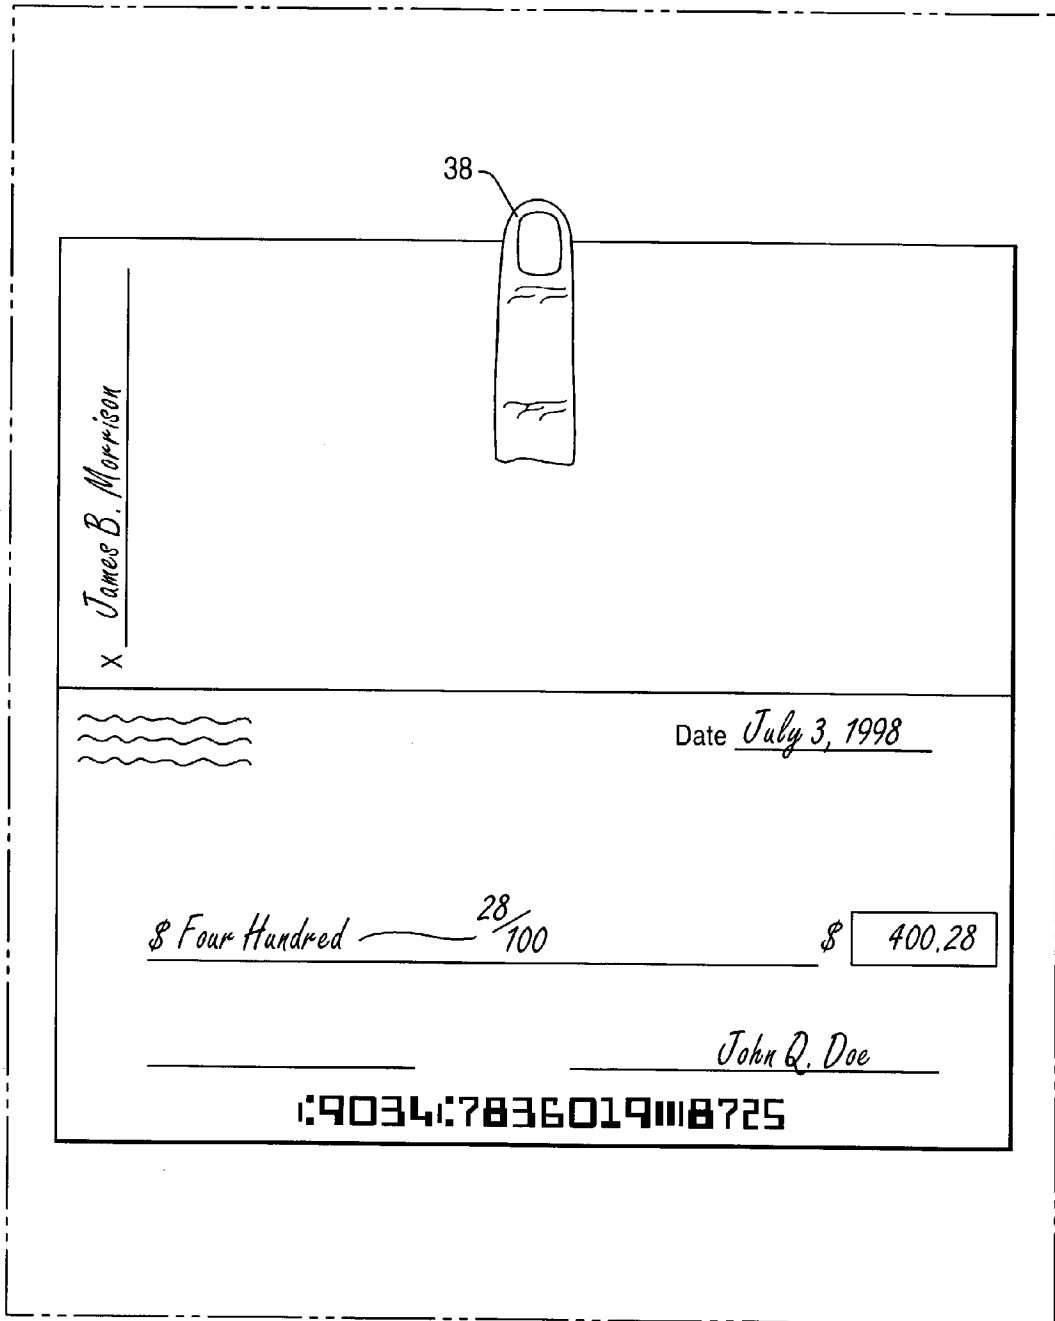 38
X James B. Morrison
Date July 3, 1998
$ Four Hundred 28/100 $ 400.28
John Q. Doe
⑆9034⑆7836019⑈8725